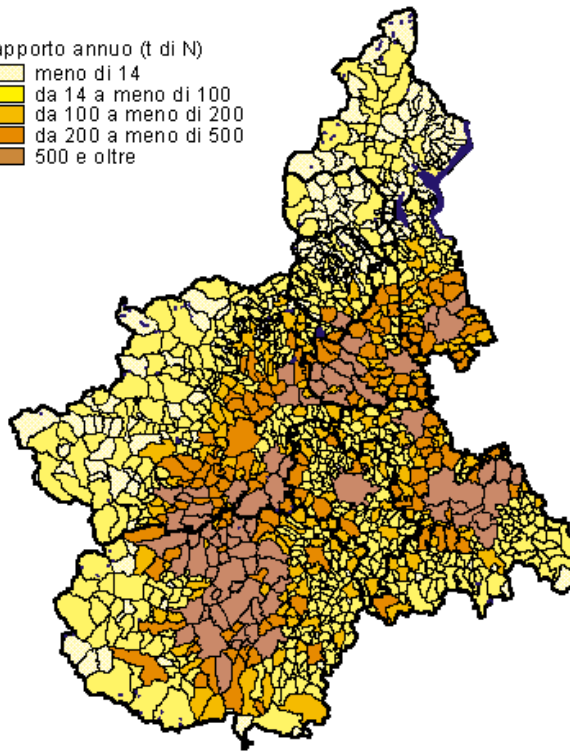 apporto annuo (t di N)
meno di 14
da 14 a meno di 100
da 100 a meno di 200
da 200 a meno di 500
500 e oltre